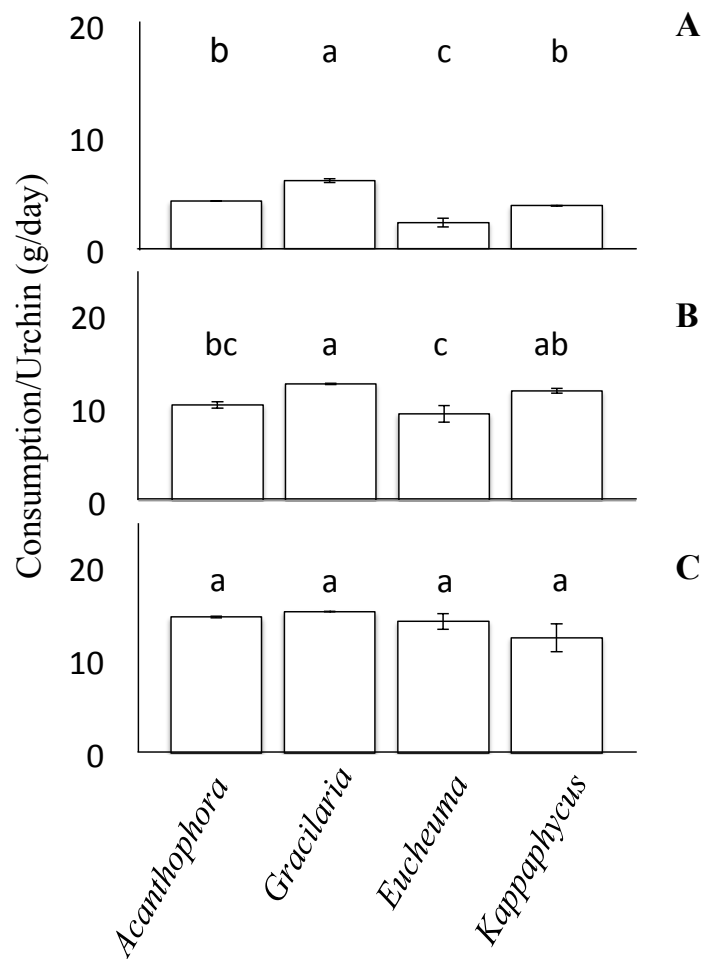 20
A
b a c b
10
0
Consumption/Urchin (g/day)
20
B
bc a c ab
10
0
20
C
a a a a
10
0
Acanthophora
Gracilaria
Eucheuma
Kappaphycus